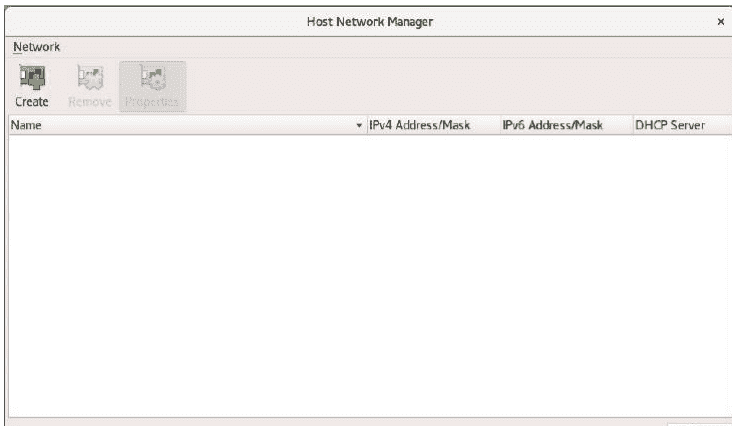 Host Network Manager
Network
Create Remove Properties
Name IPv4 Address/Mask IPv6 Address/Mask DHCP Server